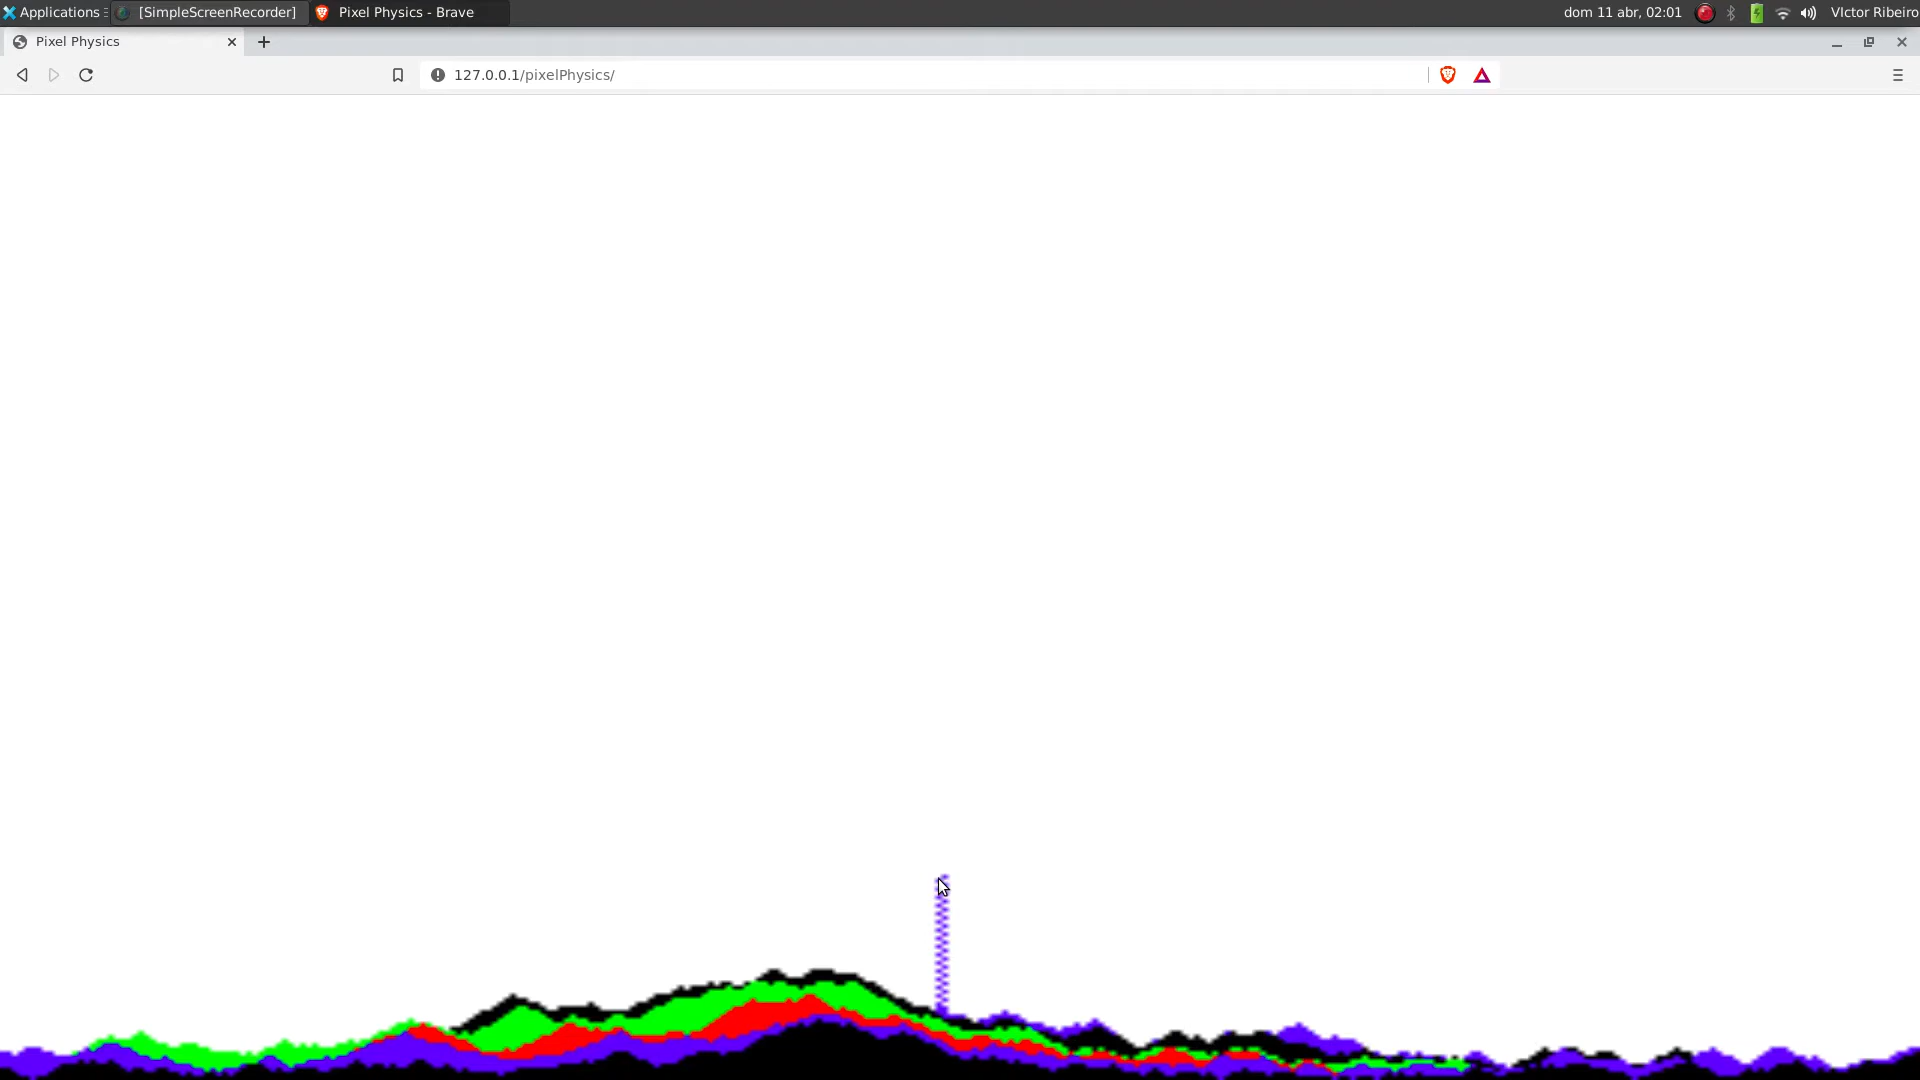 Applications [SimpleScreenRecorder] Pixel Physics - Brave dom 11 abr, 02:01 VIctor Ribeiro
Pixel Physics
127.0.0.1/pixelPhysics/